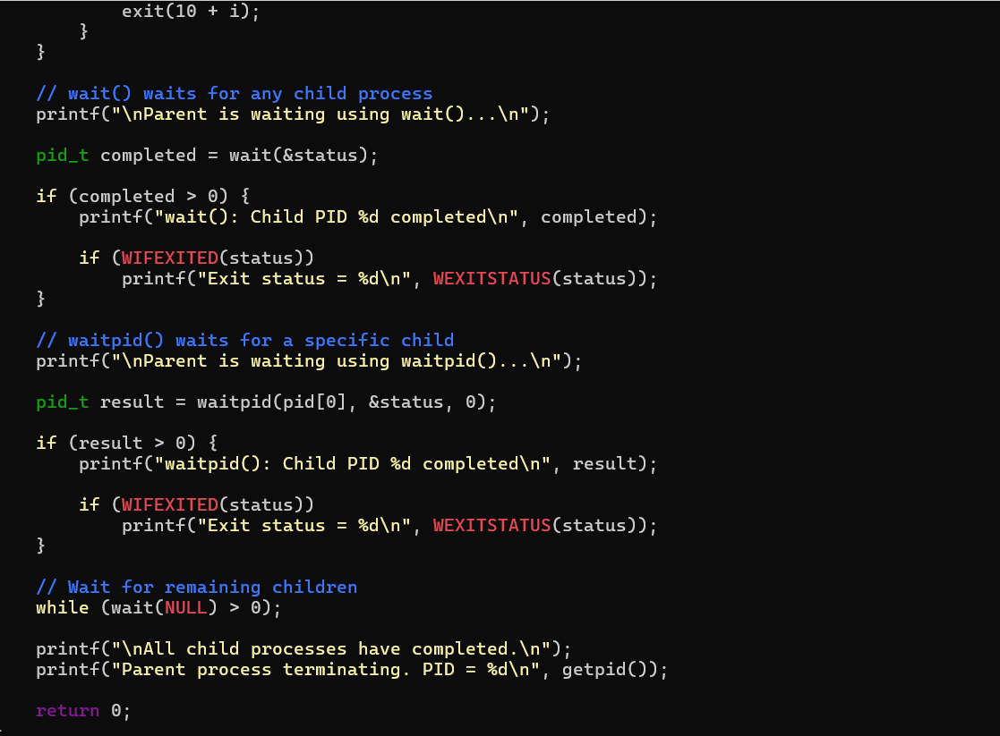 exit(10 + i);
    }
}
// wait() waits for any child process
printf("\nParent is waiting using wait()...\n");
pid_t completed = wait(&status);
if (completed > 0) {
    printf("wait(): Child PID %d completed\n", completed);
    if (WIFEXITED(status))
        printf("Exit status = %d\n", WEXITSTATUS(status));
}
// waitpid() waits for a specific child
printf("\nParent is waiting using waitpid()...\n");
pid_t result = waitpid(pid[0], &status, 0);
if (result > 0) {
    printf("waitpid(): Child PID %d completed\n", result);
    if (WIFEXITED(status))
        printf("Exit status = %d\n", WEXITSTATUS(status));
}
// Wait for remaining children
while (wait(NULL) > 0);
printf("\nAll child processes have completed.\n");
printf("Parent process terminating. PID = %d\n", getpid());
return 0;